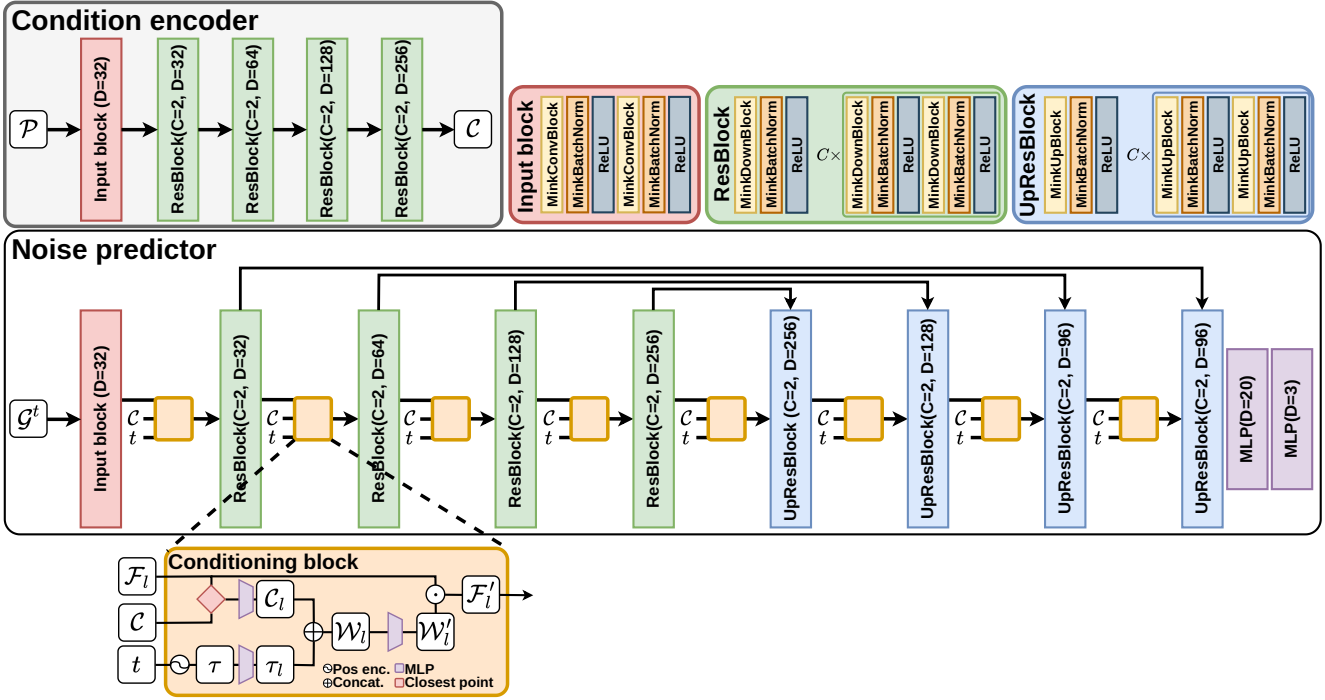 Condition encoder
𝒫
Input block (D=32)
ResBlock(C=2, D=32)
ResBlock(C=2, D=64)
ResBlock(C=2, D=128)
ResBlock(C=2, D=256)
𝒞
Input block
MinkConvBlock
MinkBatchNorm
ReLU
MinkConvBlock
MinkBatchNorm
ReLU
ResBlock
MinkDownBlock
MinkBatchNorm
ReLU
C×
MinkDownBlock
MinkBatchNorm
ReLU
MinkDownBlock
MinkBatchNorm
ReLU
UpResBlock
MinkUpBlock
MinkBatchNorm
ReLU
C×
MinkUpBlock
MinkBatchNorm
ReLU
MinkUpBlock
MinkBatchNorm
ReLU
Noise predictor
𝒢ᵗ
Input block (D=32)
𝒞
t
ResBlock(C=2, D=32)
𝒞
t
ResBlock(C=2, D=64)
𝒞
t
ResBlock(C=2, D=128)
𝒞
t
ResBlock(C=2, D=256)
𝒞
t
UpResBlock (C=2, D=256)
𝒞
t
UpResBlock(C=2, D=128)
𝒞
t
UpResBlock(C=2, D=96)
𝒞
t
UpResBlock(C=2, D=96)
MLP(D=20)
MLP(D=3)
Conditioning block
ℱₗ
𝒞
t
𝒞ₗ
τ
τₗ
𝒲ₗ
𝒲ₗ′
ℱₗ′
Pos enc.
MLP
Concat.
Closest point